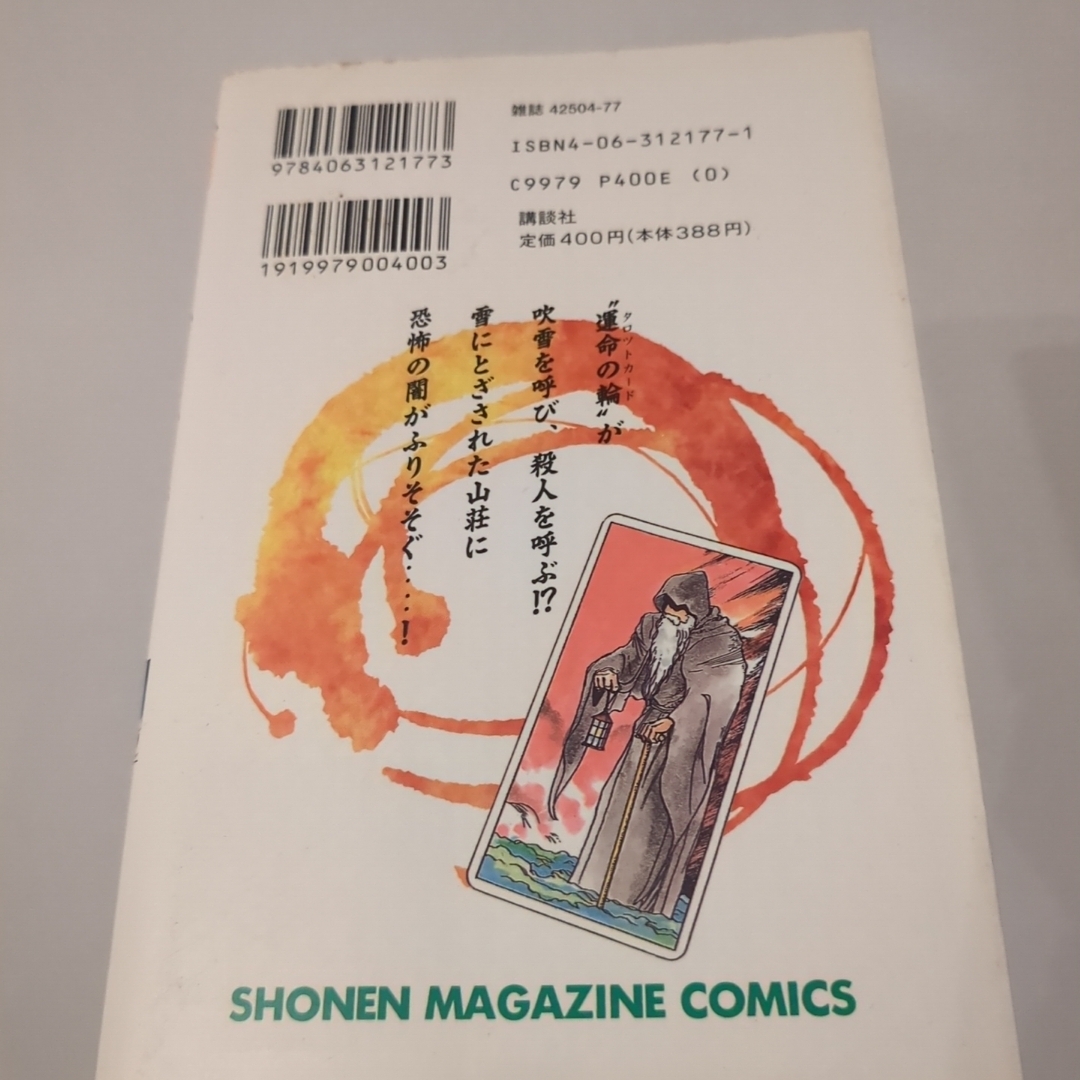 9784063121773
1919979004003
雑誌 42504-77
ISBN4-06-312177-1
C9979 P400E (0)
講談社
定価400円(本体388円)
タロットカード
〝運命の輪〟が
吹雪を呼び、殺人を呼ぶ!?
雪にとざされた山荘に
恐怖の闇がふりそそぐ……!
SHONEN MAGAZINE COMICS